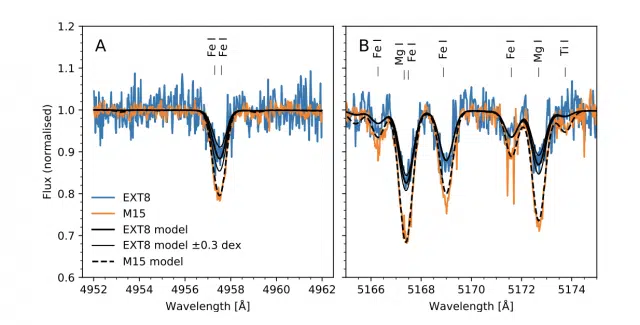 A
Fe I
Fe I
B
Fe I
Mg I
Fe I
Fe I
Fe I
Mg I
Ti I
Flux (normalised)
1.2
1.1
1.0
0.9
0.8
0.7
0.6
EXT8
M15
EXT8 model
EXT8 model ±0.3 dex
M15 model
4952 4954 4956 4958 4960 4962
5166 5168 5170 5172 5174
Wavelength [Å]
Wavelength [Å]